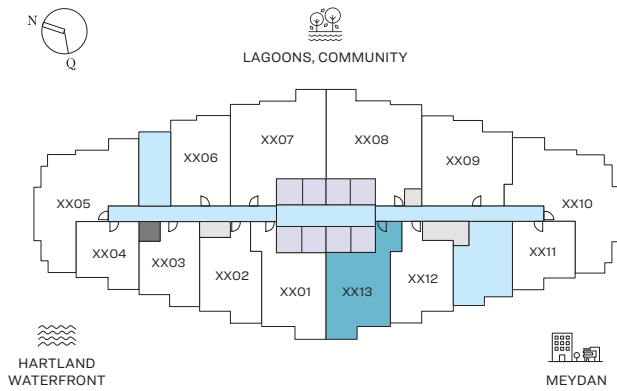 N
Q
LAGOONS, COMMUNITY
XX07
XX08
XX06
XX09
XX05
XX10
XX04
XX03
XX02
XX01
XX13
XX12
XX11
HARTLAND
WATERFRONT
MEYDAN